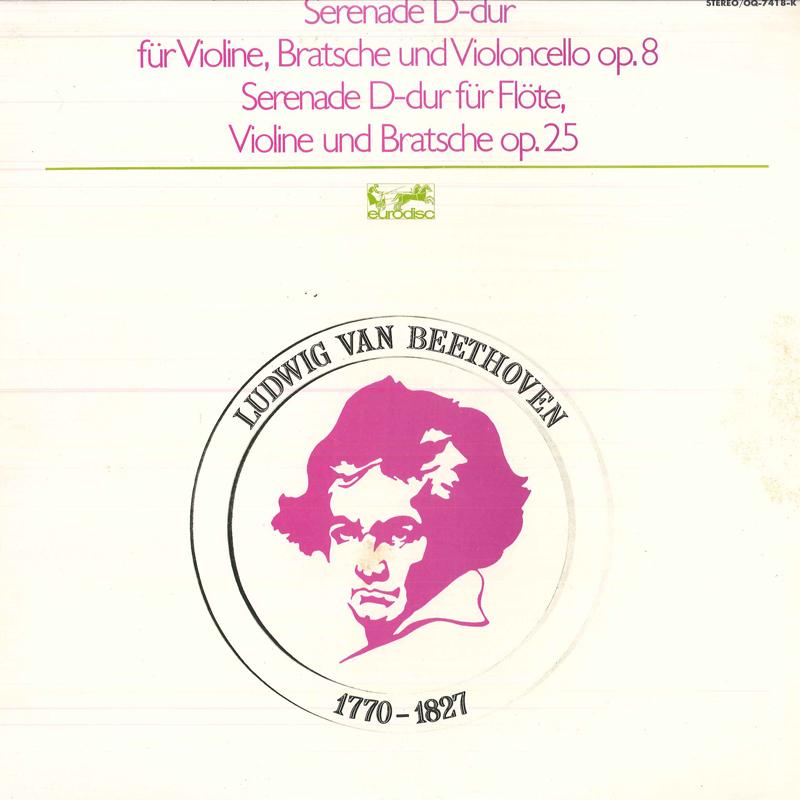 STEREO/OQ-7418-K
Serenade D-dur
für Violine, Bratsche und Violoncello op. 8
Serenade D-dur für Flöte,
Violine und Bratsche op. 25
eurodisc
LUDWIG VAN BEETHOVEN
1770 – 1827